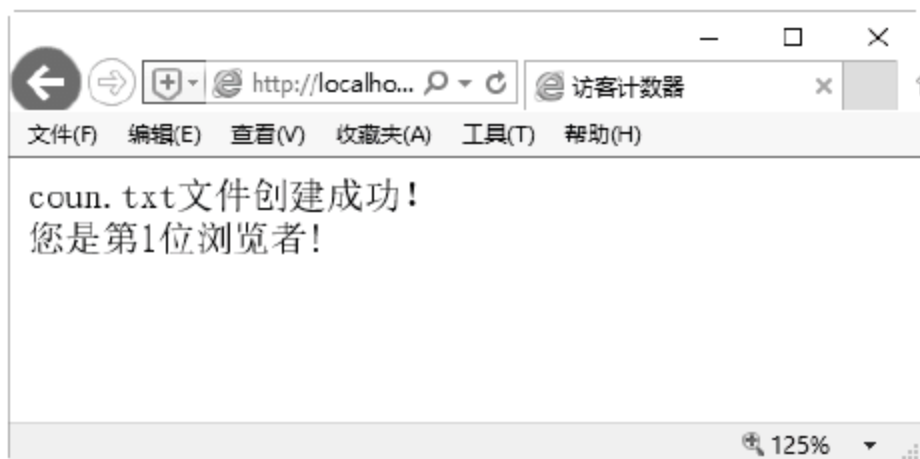 http://localho...
访客计数器
文件(F) 编辑(E) 查看(V) 收藏夹(A) 工具(T) 帮助(H)
coun.txt文件创建成功！
您是第1位浏览者！
125%